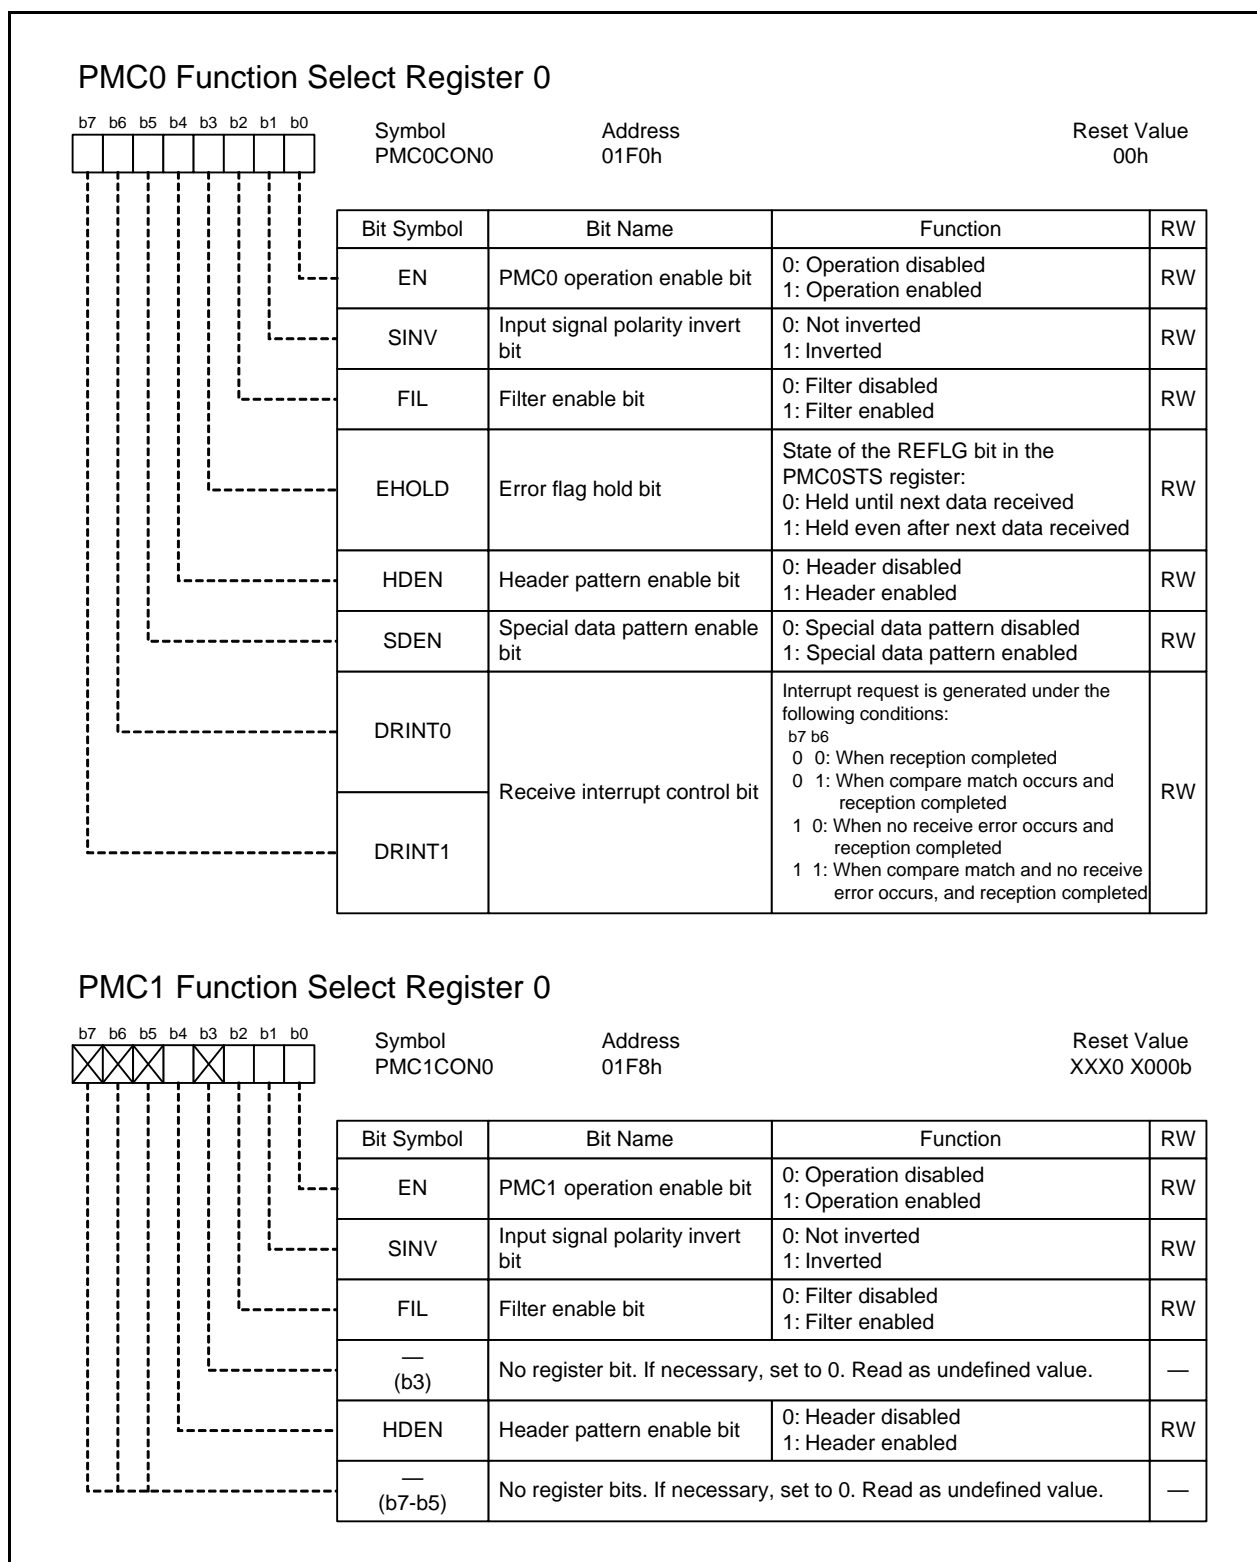 PMC0 Function Select Register 0
b7 b6 b5 b4 b3 b2 b1 b0
Symbol Address Reset Value
PMC0CON0 01F0h 00h
Bit Symbol Bit Name Function RW
EN PMC0 operation enable bit 0: Operation disabled RW
1: Operation enabled
SINV Input signal polarity invert bit 0: Not inverted RW
1: Inverted
FIL Filter enable bit 0: Filter disabled RW
1: Filter enabled
EHOLD Error flag hold bit State of the REFLG bit in the RW
PMC0STS register:
0: Held until next data received
1: Held even after next data received
HDEN Header pattern enable bit 0: Header disabled RW
1: Header enabled
SDEN Special data pattern enable bit 0: Special data pattern disabled RW
1: Special data pattern enabled
DRINT0
DRINT1
Receive interrupt control bit
Interrupt request is generated under the
following conditions:
b7 b6
0 0: When reception completed
0 1: When compare match occurs and
reception completed
1 0: When no receive error occurs and
reception completed
1 1: When compare match and no receive
error occurs, and reception completed
RW
PMC1 Function Select Register 0
b7 b6 b5 b4 b3 b2 b1 b0
Symbol Address Reset Value
PMC1CON0 01F8h XXX0 X000b
Bit Symbol Bit Name Function RW
EN PMC1 operation enable bit 0: Operation disabled RW
1: Operation enabled
SINV Input signal polarity invert bit 0: Not inverted RW
1: Inverted
FIL Filter enable bit 0: Filter disabled RW
1: Filter enabled
—
(b3) No register bit. If necessary, set to 0. Read as undefined value. —
HDEN Header pattern enable bit 0: Header disabled RW
1: Header enabled
—
(b7-b5) No register bits. If necessary, set to 0. Read as undefined value. —